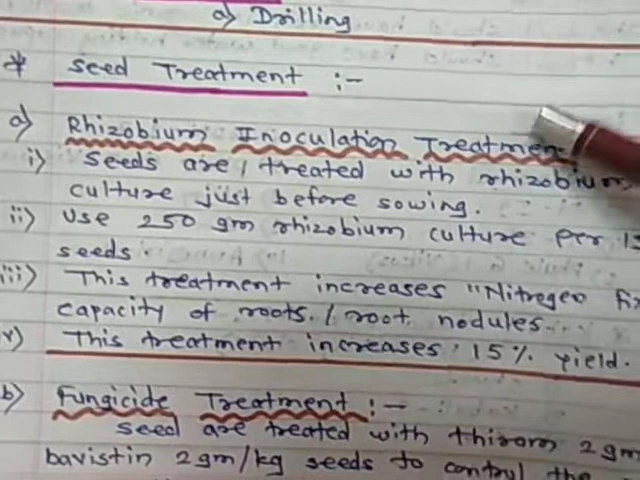 a) Drilling
* Seed Treatment :-
a) Rhizobium Inoculation Treatmen
i) Seeds are treated with rhizobium
culture just before sowing.
ii) Use 250 gm rhizobium culture per 15
seeds
iii) This treatment increases "Nitrogen fix
capacity of roots / root nodules
v) This treatment increases 15% yield.
b) Fungicide Treatment :-
seed are treated with thiram 2gm
bavistin 2gm/kg seeds to control the